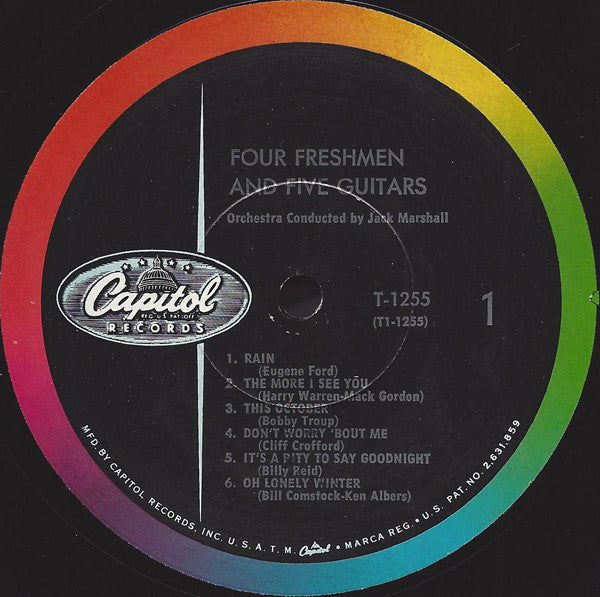 FOUR FRESHMEN
AND FIVE GUITARS
Orchestra Conducted by Jack Marshall
Capitol
REG. U.S. PAT. OFF.
RECORDS
T-1255
(T1-1255)
1
1. RAIN
(Eugene Ford)
2. THE MORE I SEE YOU
(Harry Warren-Mack Gordon)
3. THIS OCTOBER
(Bobby Troup)
4. DON'T WORRY 'BOUT ME
(Cliff Crofford)
5. IT'S A PITY TO SAY GOODNIGHT
(Billy Reid)
6. OH LONELY WINTER
(Bill Comstock-Ken Albers)
MFD. BY CAPITOL RECORDS, INC. U.S.A. T.M. Capitol • MARCA REG. • U.S. PAT. NO. 2,631,859